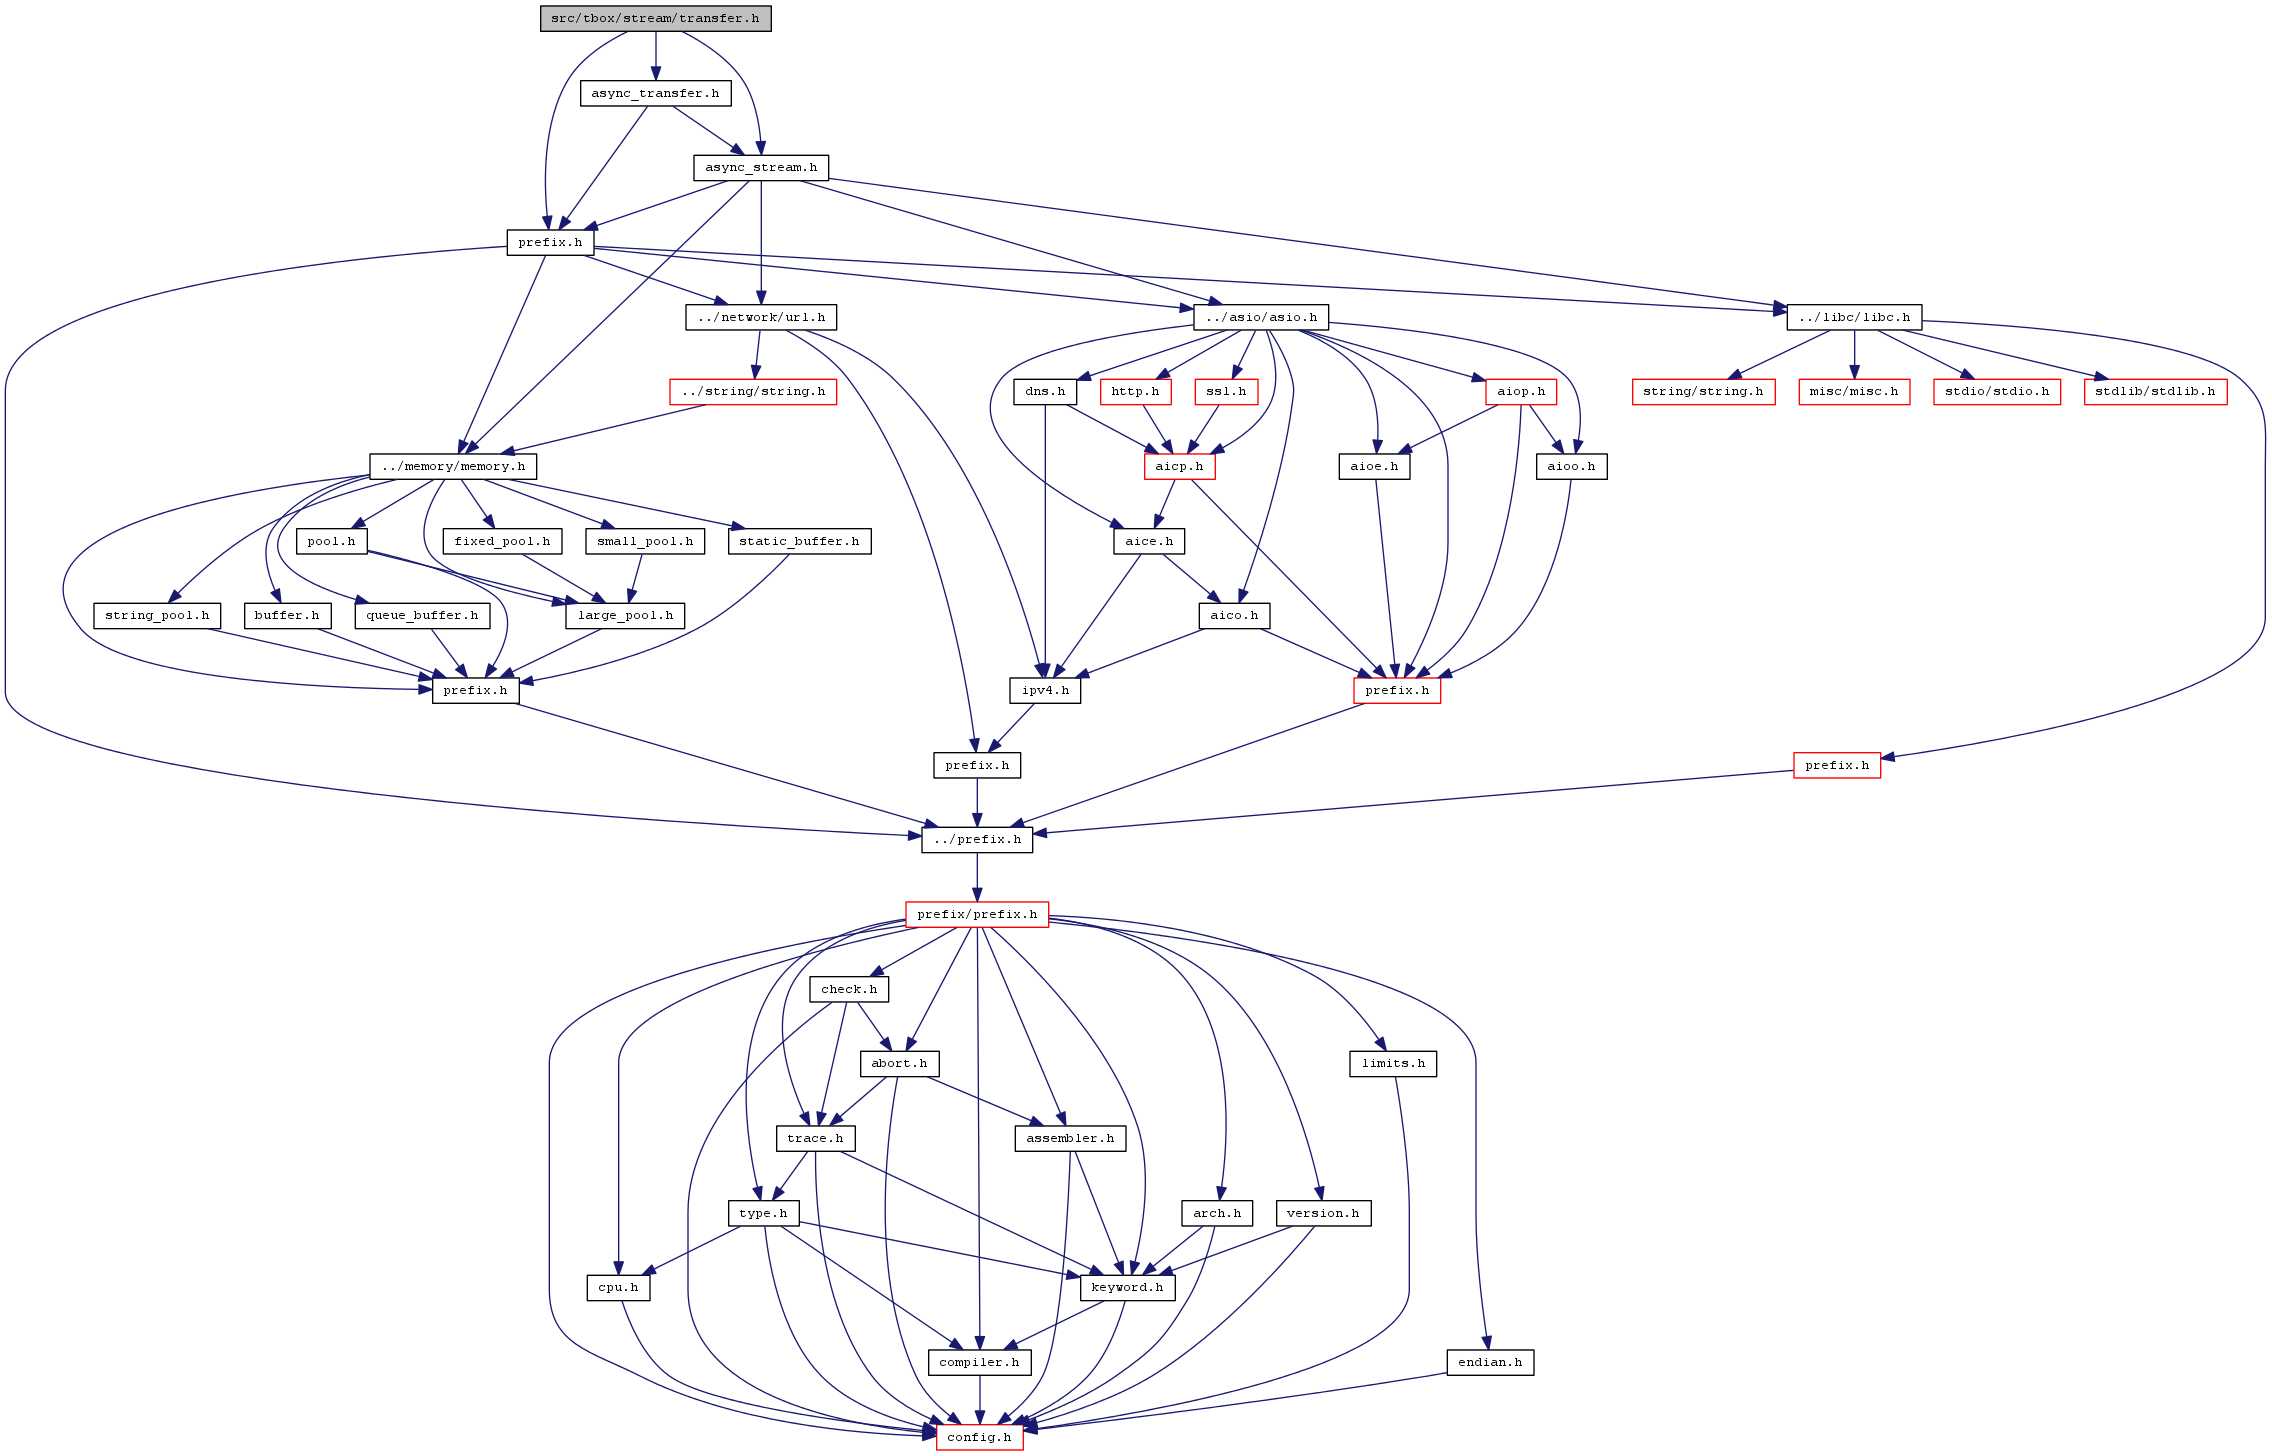 src/tbox/stream/transfer.h
async_transfer.h
async_stream.h
prefix.h
../network/url.h
../asio/asio.h
../libc/libc.h
../string/string.h
dns.h
http.h
ssl.h
aiop.h
string/string.h
misc/misc.h
stdio/stdio.h
stdlib/stdlib.h
../memory/memory.h
aicp.h
aioe.h
aioo.h
pool.h
fixed_pool.h
small_pool.h
static_buffer.h
aice.h
string_pool.h
buffer.h
queue_buffer.h
large_pool.h
aico.h
prefix.h
ipv4.h
prefix.h
prefix.h
prefix.h
../prefix.h
prefix/prefix.h
check.h
abort.h
limits.h
trace.h
assembler.h
type.h
arch.h
version.h
cpu.h
keyword.h
compiler.h
endian.h
config.h